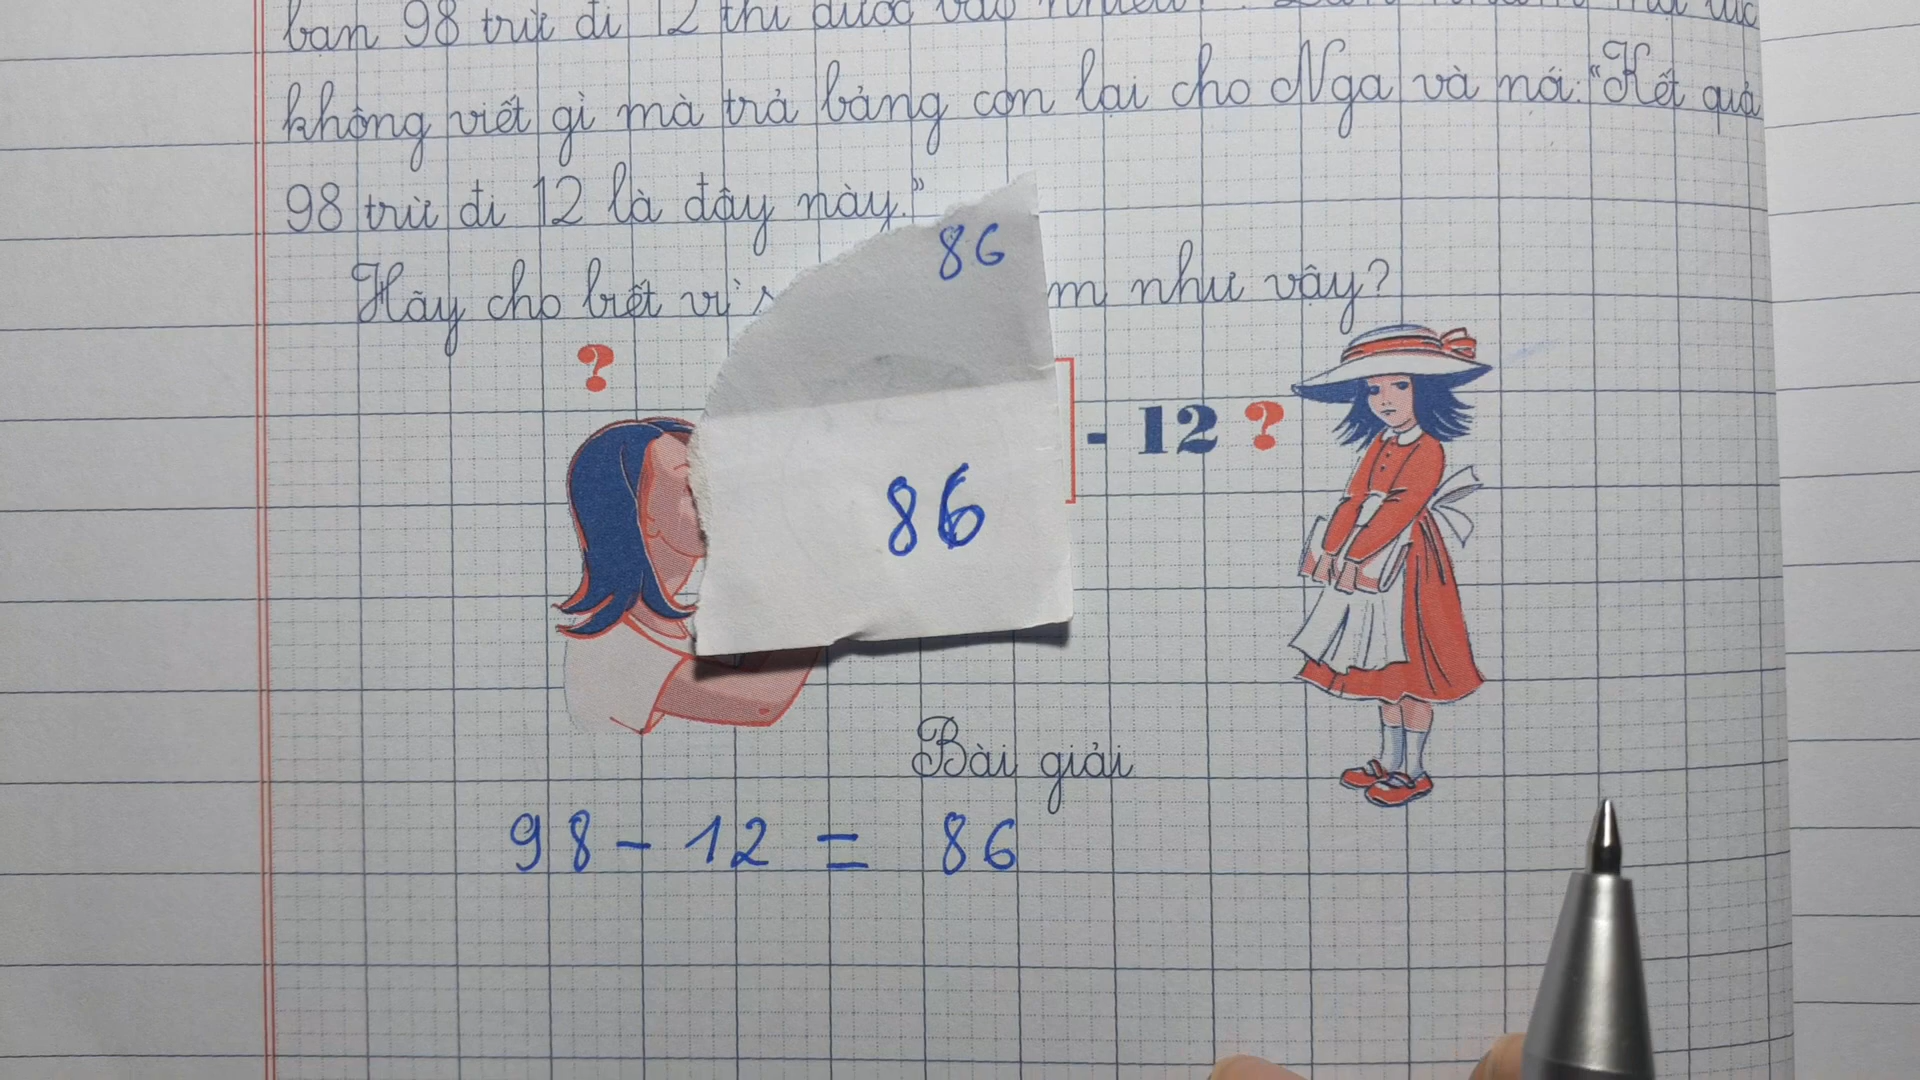 bạn 98 trừ đi 12 thì được bao nhiêu?
không viết gì mà trả bảng con lại cho Nga và nói: “Kết quả
98 trừ đi 12 là đây này.”
86
Hãy cho biết vì như vậy?
?
- 12 ?
86
Bài giải
98 - 12 = 86